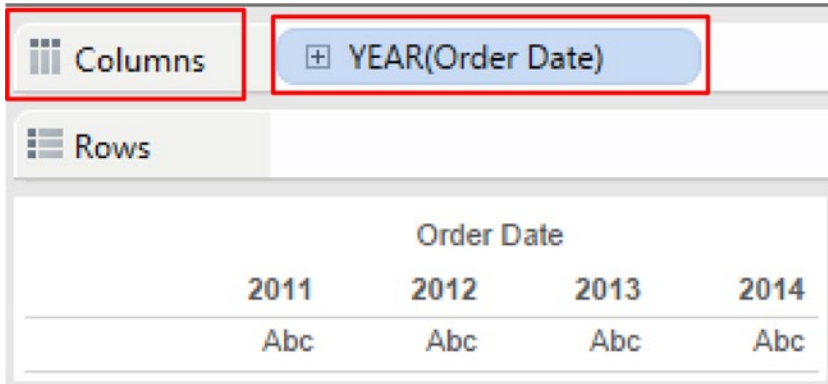 Columns YEAR(Order Date)
Rows
Order Date
2011 2012 2013 2014
Abc Abc Abc Abc